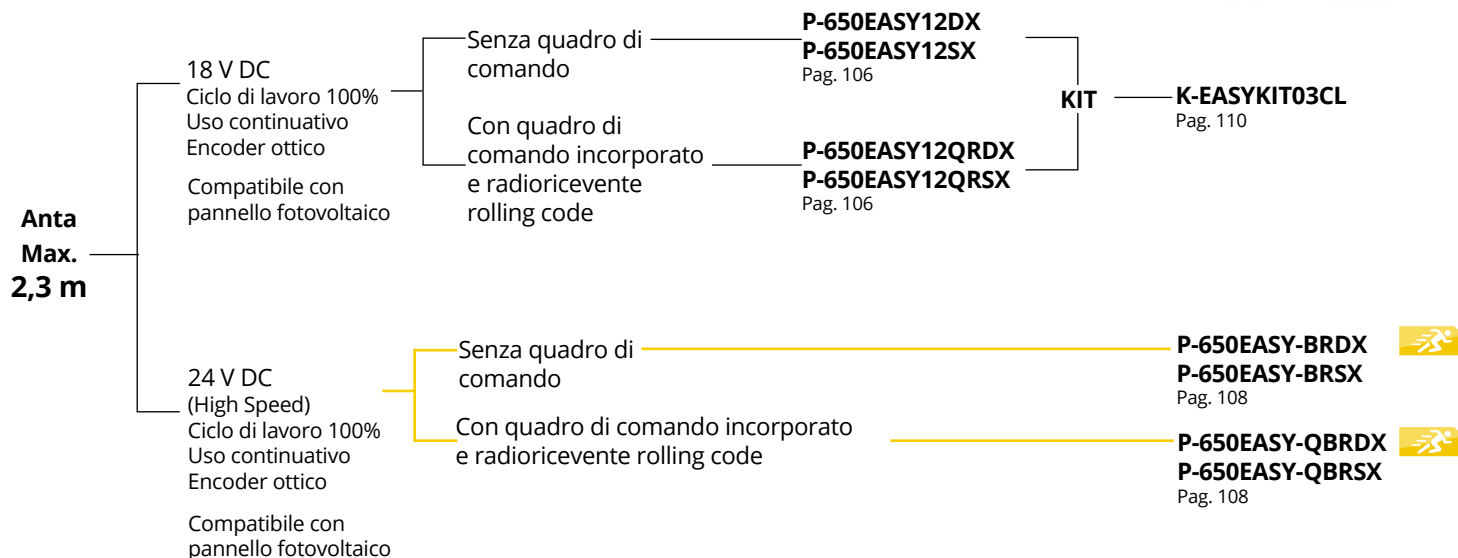 Anta
Max.
2,3 m
18 V DC
Ciclo di lavoro 100%
Uso continuativo
Encoder ottico
Compatibile con
pannello fotovoltaico
Senza quadro di
comando
P-650EASY12DX
P-650EASY12SX
Pag. 106
Con quadro di
comando incorporato
e radioricevente
rolling code
P-650EASY12QRDX
P-650EASY12QRSX
Pag. 106
KIT
K-EASYKIT03CL
Pag. 110
24 V DC
(High Speed)
Ciclo di lavoro 100%
Uso continuativo
Encoder ottico
Compatibile con
pannello fotovoltaico
Senza quadro di
comando
P-650EASY-BRDX
P-650EASY-BRSX
Pag. 108
Con quadro di comando incorporato
e radioricevente rolling code
P-650EASY-QBRDX
P-650EASY-QBRSX
Pag. 108